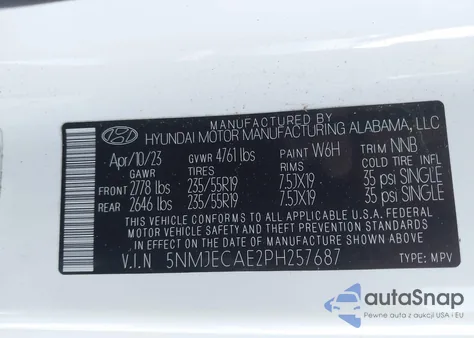 MANUFACTURED BY
HYUNDAI MOTOR MANUFACTURING ALABAMA, LLC
Apr/10/23 GVWR 4761 lbs PAINT W6H TRIM NNB
GAWR TIRES RIMS COLD TIRE INFL
FRONT 2778 lbs 235/55R19 7.5JX19 35 psi SINGLE
REAR 2646 lbs 235/55R19 7.5JX19 35 psi SINGLE
THIS VEHICLE CONFORMS TO ALL APPLICABLE U.S.A FEDERAL
MOTOR VEHICLE SAFETY, BUMPER, AND THEFT PREVENTION
STANDARDS IN EFFECT ON THE DATE OF MANUFACTURE SHOWN ABOVE.
V.I.N 5NMJECAE2PH257687 TYPE: MPV
autoSnap
Pewne auta z USA i EU